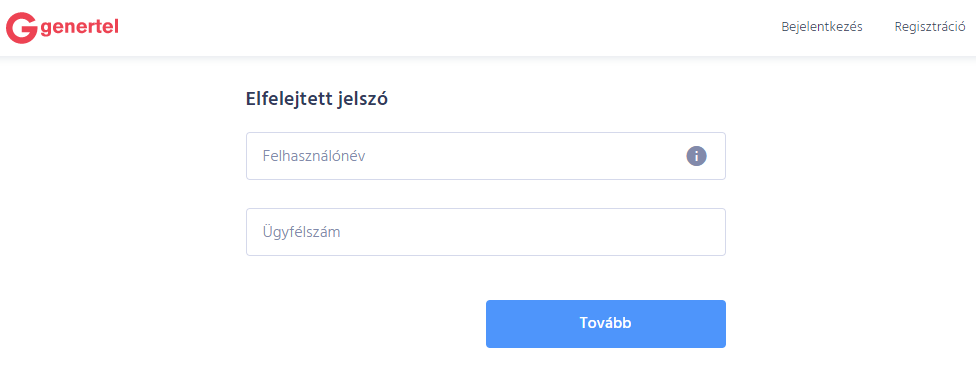 genertel
Bejelentkezés
Regisztráció
Elfelejtett jelszó
Felhasználónév
Ügyfélszám
Tovább